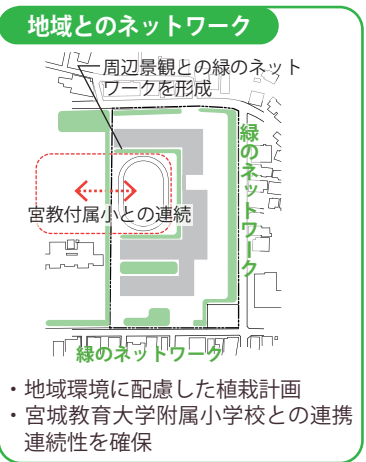 地域とのネットワーク
周辺景観との緑のネット
ワークを形成
緑のネットワーク
宮教付属小との連続
緑のネットワーク
・地域環境に配慮した植栽計画
・宮城教育大学附属小学校との連携
連続性を確保